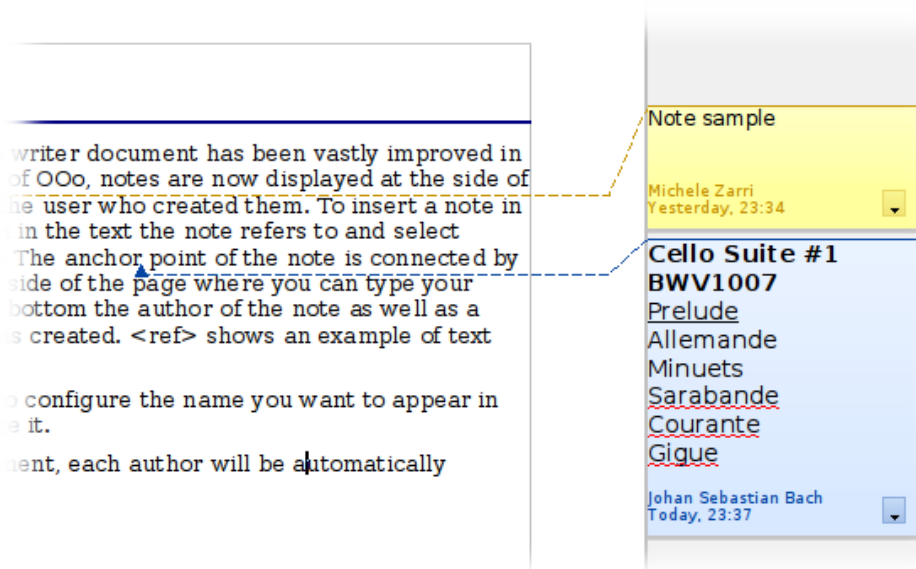 writer document has been vastly improved in
of OOo, notes are now displayed at the side of
he user who created them. To insert a note in
in the text the note refers to and select
The anchor point of the note is connected by
side of the page where you can type your
bottom the author of the note as well as a
s created. <ref> shows an example of text
o configure the name you want to appear in
e it.
ment, each author will be automatically
Note sample
Michele Zarri
Yesterday, 23:34
Cello Suite #1
BWV1007
Prelude
Allemande
Minuets
Sarabande
Courante
Gigue
Johan Sebastian Bach
Today, 23:37